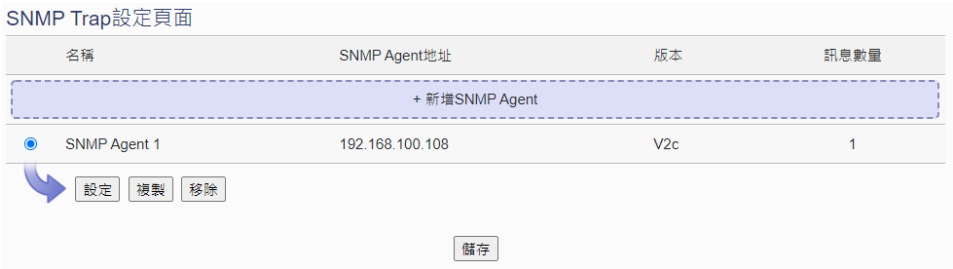 SNMP Trap設定頁面
名稱 SNMP Agent地址 版本 訊息數量
+ 新增SNMP Agent
SNMP Agent 1 192.168.100.108 V2c 1
設定 複製 移除
儲存